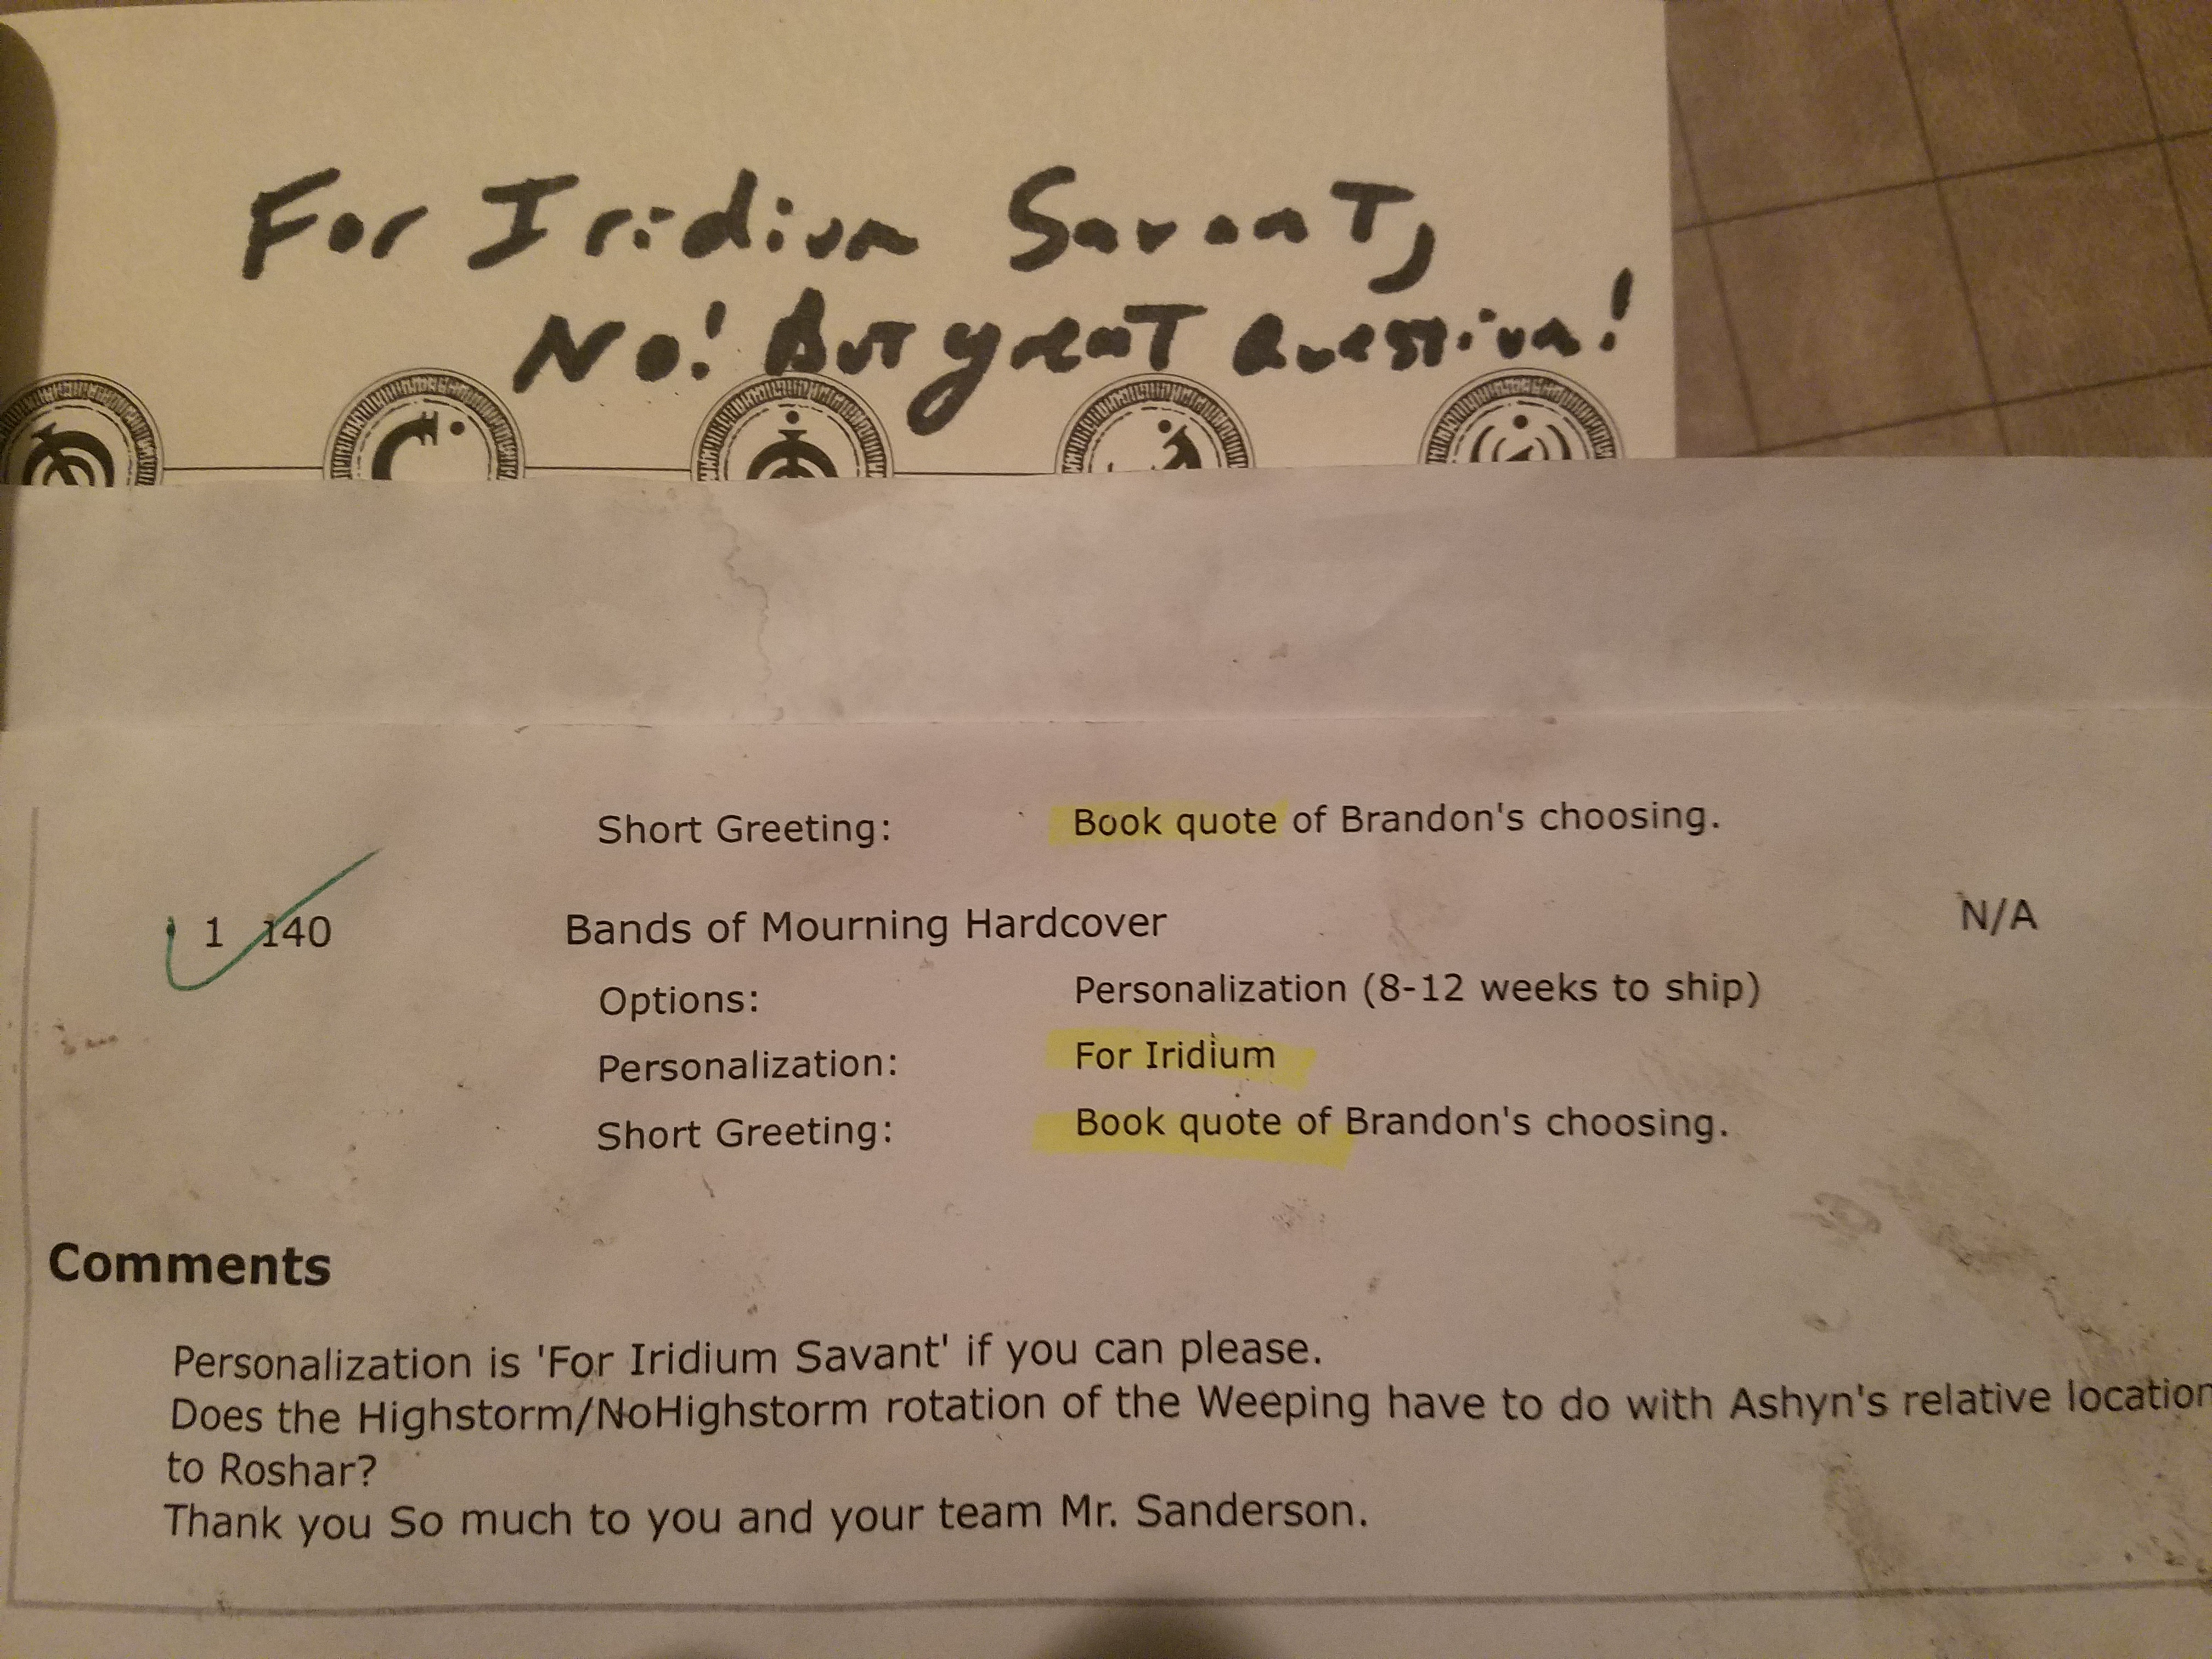 For Iridium Savant,
No! But great Question!
Short Greeting: Book quote of Brandon's choosing.
1 140 Bands of Mourning Hardcover N/A
Options: Personalization (8-12 weeks to ship)
Personalization: For Iridium
Short Greeting: Book quote of Brandon's choosing.
Comments
Personalization is 'For Iridium Savant' if you can please.
Does the Highstorm/NoHighstorm rotation of the Weeping have to do with Ashyn's relative location
to Roshar?
Thank you So much to you and your team Mr. Sanderson.